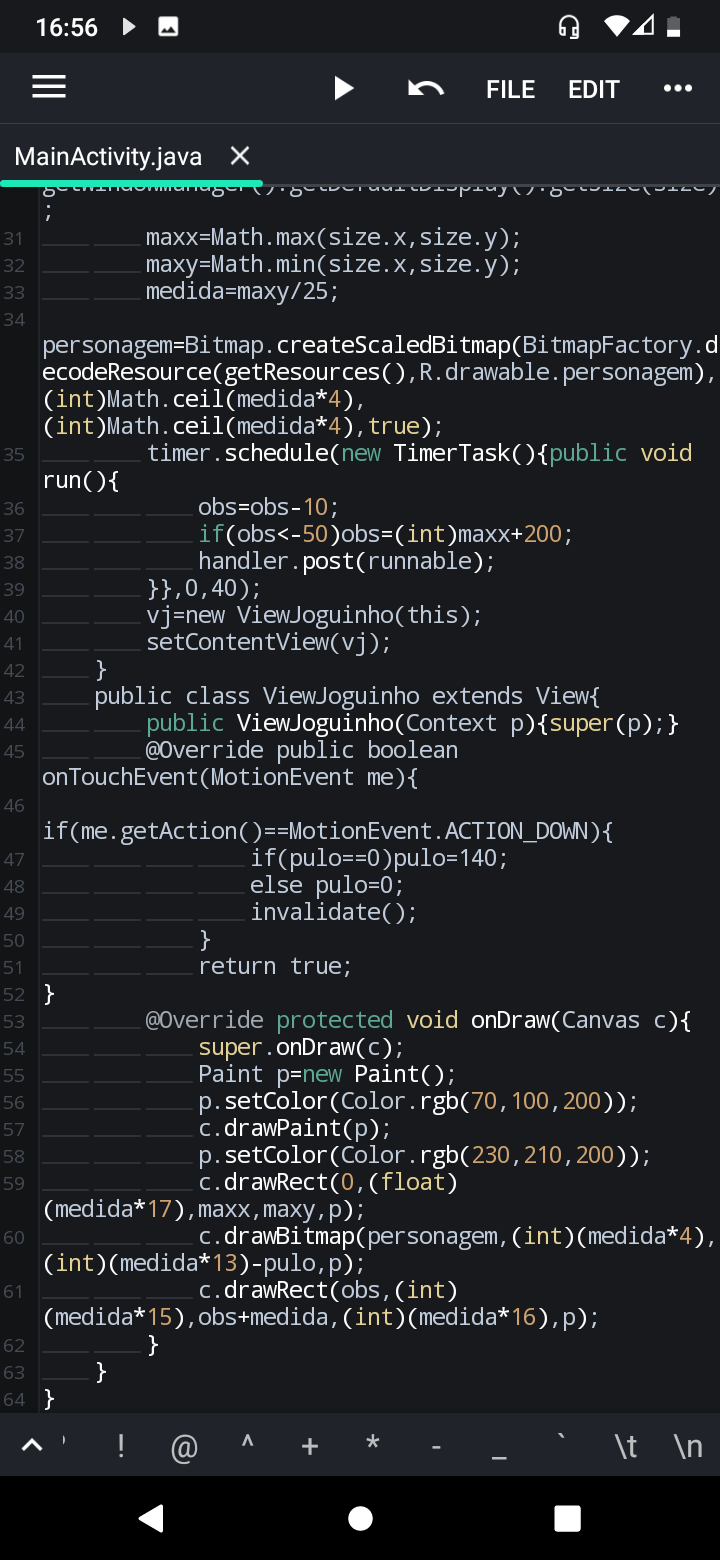 16:56
FILE EDIT
MainActivity.java
getWindowManager().getDefaultDisplay().getSize(size)
;
31 maxx=Math.max(size.x,size.y);
32 maxy=Math.min(size.x,size.y);
33 medida=maxy/25;
34
personagem=Bitmap.createScaledBitmap(BitmapFactory.d
ecodeResource(getResources(),R.drawable.personagem),
(int)Math.ceil(medida*4),
(int)Math.ceil(medida*4),true);
35 timer.schedule(new TimerTask(){public void
run(){
36 obs=obs-10;
37 if(obs<-50)obs=(int)maxx+200;
38 handler.post(runnable);
39 }},0,40);
40 vj=new ViewJoguinho(this);
41 setContentView(vj);
42 }
43 public class ViewJoguinho extends View{
44 public ViewJoguinho(Context p){super(p);}
45 @Override public boolean
onTouchEvent(MotionEvent me){
46
if(me.getAction()==MotionEvent.ACTION_DOWN){
47 if(pulo==0)pulo=140;
48 else pulo=0;
49 invalidate();
50 }
51 return true;
52 }
53 @Override protected void onDraw(Canvas c){
54 super.onDraw(c);
55 Paint p=new Paint();
56 p.setColor(Color.rgb(70,100,200));
57 c.drawPaint(p);
58 p.setColor(Color.rgb(230,210,200));
59 c.drawRect(0,(float)
(medida*17),maxx,maxy,p);
60 c.drawBitmap(personagem,(int)(medida*4),
(int)(medida*13)-pulo,p);
61 c.drawRect(obs,(int)
(medida*15),obs+medida,(int)(medida*16),p);
62 }
63 }
64 }
! @ ^ + * - _ ` \t \n